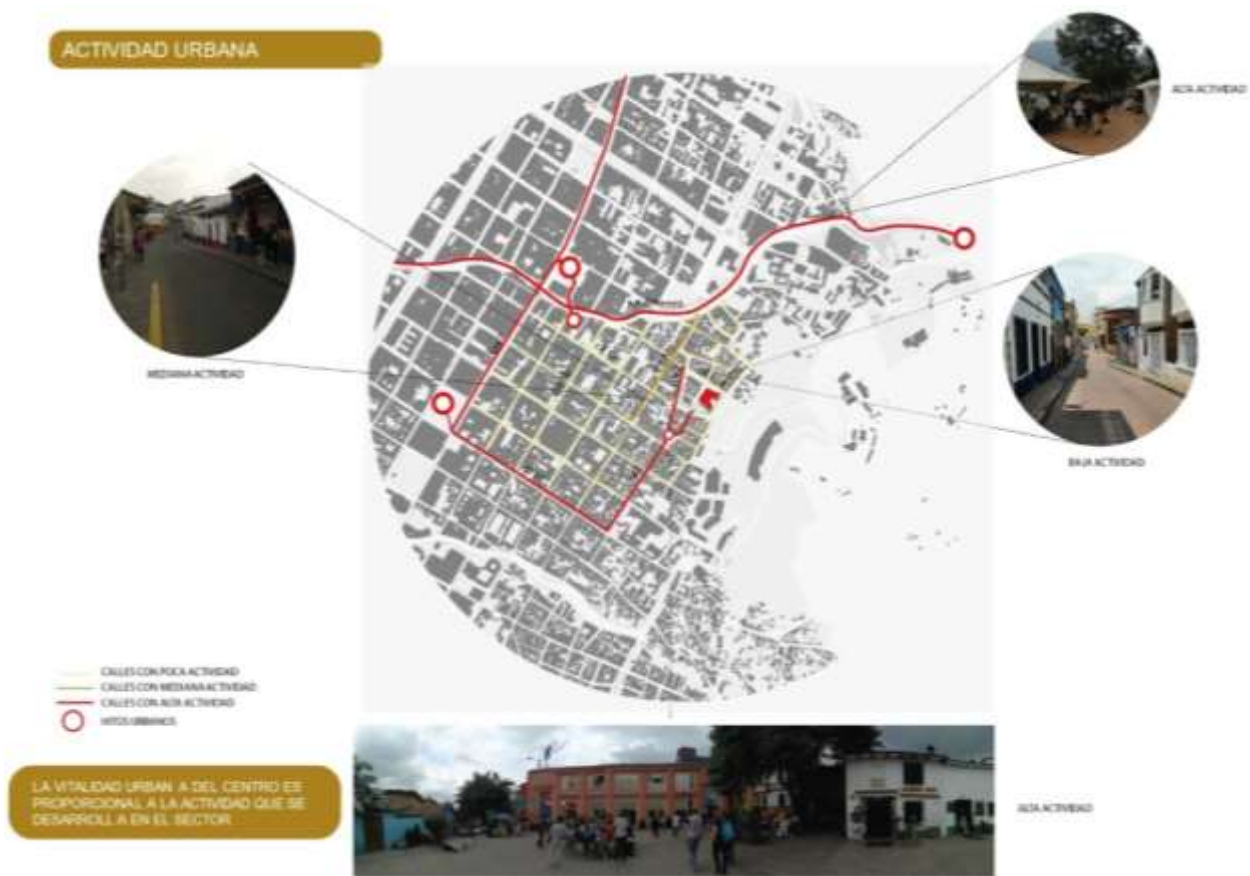 ACTIVIDAD URBANA
ALTA ACTIVIDAD
MEDIANA ACTIVIDAD
BAJA ACTIVIDAD
CALLES CON POCA ACTIVIDAD
CALLES CON MEDIANA ACTIVIDAD
CALLES CON ALTA ACTIVIDAD
HITOS URBANOS
LA VITALIDAD URBAN A DEL CENTRO ES
PROPORCIONAL A LA ACTIVIDAD QUE SE
DESARROLL A EN EL SECTOR
ALTA ACTIVIDAD